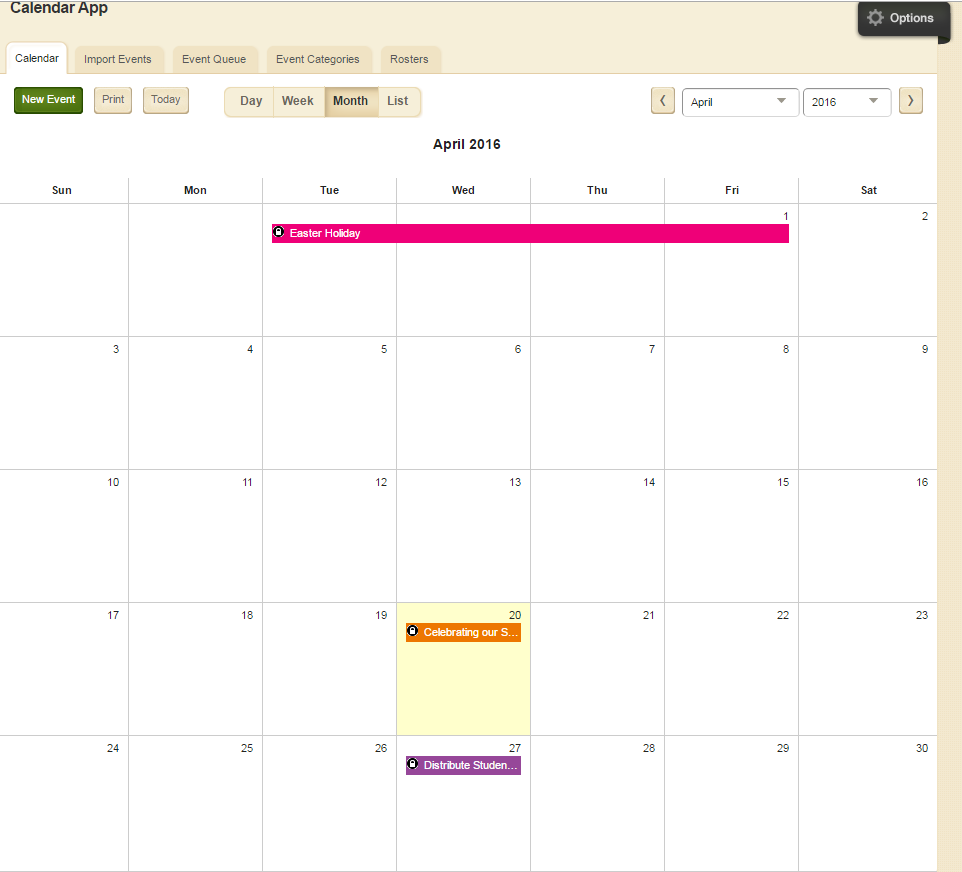 Calendar App
Options
Calendar Import Events Event Queue Event Categories Rosters
New Event Print Today Day Week Month List April 2016
April 2016
Sun Mon Tue Wed Thu Fri Sat
1 2
Easter Holiday
3 4 5 6 7 8 9
10 11 12 13 14 15 16
17 18 19 20 21 22 23
Celebrating our S...
24 25 26 27 28 29 30
Distribute Studen...